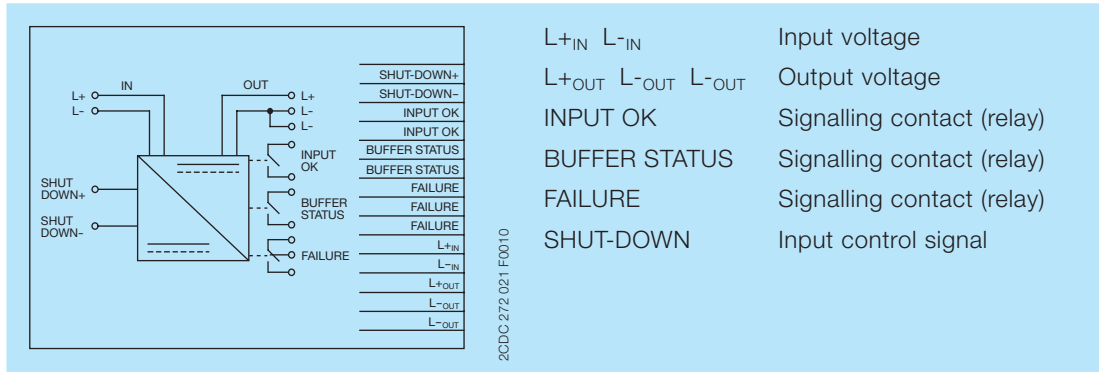 IN
OUT
L+
L-
L+
L-
L-
INPUT
OK
SHUT
DOWN+
SHUT
DOWN-
BUFFER
STATUS
FAILURE
SHUT-DOWN+
SHUT-DOWN-
INPUT OK
INPUT OK
BUFFER STATUS
BUFFER STATUS
FAILURE
FAILURE
FAILURE
L+IN
L-IN
L+OUT
L-OUT
L-OUT
2CDC 272 021 F0010
L+IN L-IN Input voltage
L+OUT L-OUT L-OUT Output voltage
INPUT OK Signalling contact (relay)
BUFFER STATUS Signalling contact (relay)
FAILURE Signalling contact (relay)
SHUT-DOWN Input control signal